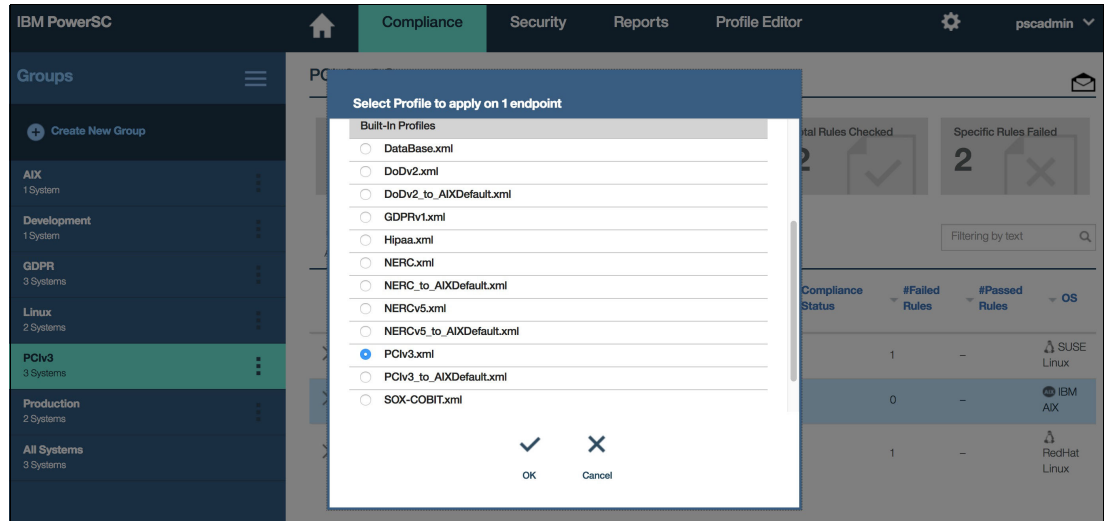 IBM PowerSC
Compliance
Security
Reports
Profile Editor
pscadmin
Groups
Create New Group
AIX
1 System
Development
1 System
GDPR
3 Systems
Linux
2 Systems
PCIv3
3 Systems
Production
2 Systems
All Systems
3 Systems
Select Profile to apply on 1 endpoint
Built-In Profiles
DataBase.xml
DoDv2.xml
DoDv2_to_AIXDefault.xml
GDPRv1.xml
Hipaa.xml
NERC.xml
NERC_to_AIXDefault.xml
NERCv5.xml
NERCv5_to_AIXDefault.xml
PCIv3.xml
PCIv3_to_AIXDefault.xml
SOX-COBIT.xml
OK
Cancel
Rules Checked
2
Specific Rules Failed
2
Filtering by text
Compliance
Status
#Failed
Rules
#Passed
Rules
OS
1
–
SUSE
Linux
0
–
IBM
AIX
1
–
RedHat
Linux